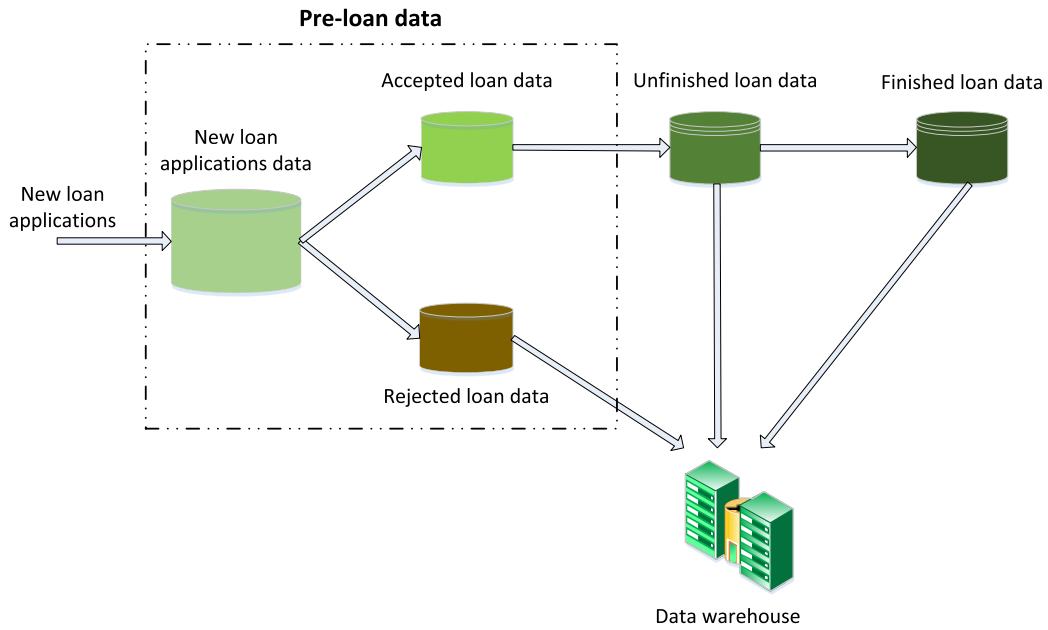 Pre-loan data
Accepted loan data
Unfinished loan data
Finished loan data
New loan
applications data
New loan
applications
Rejected loan data
Data warehouse